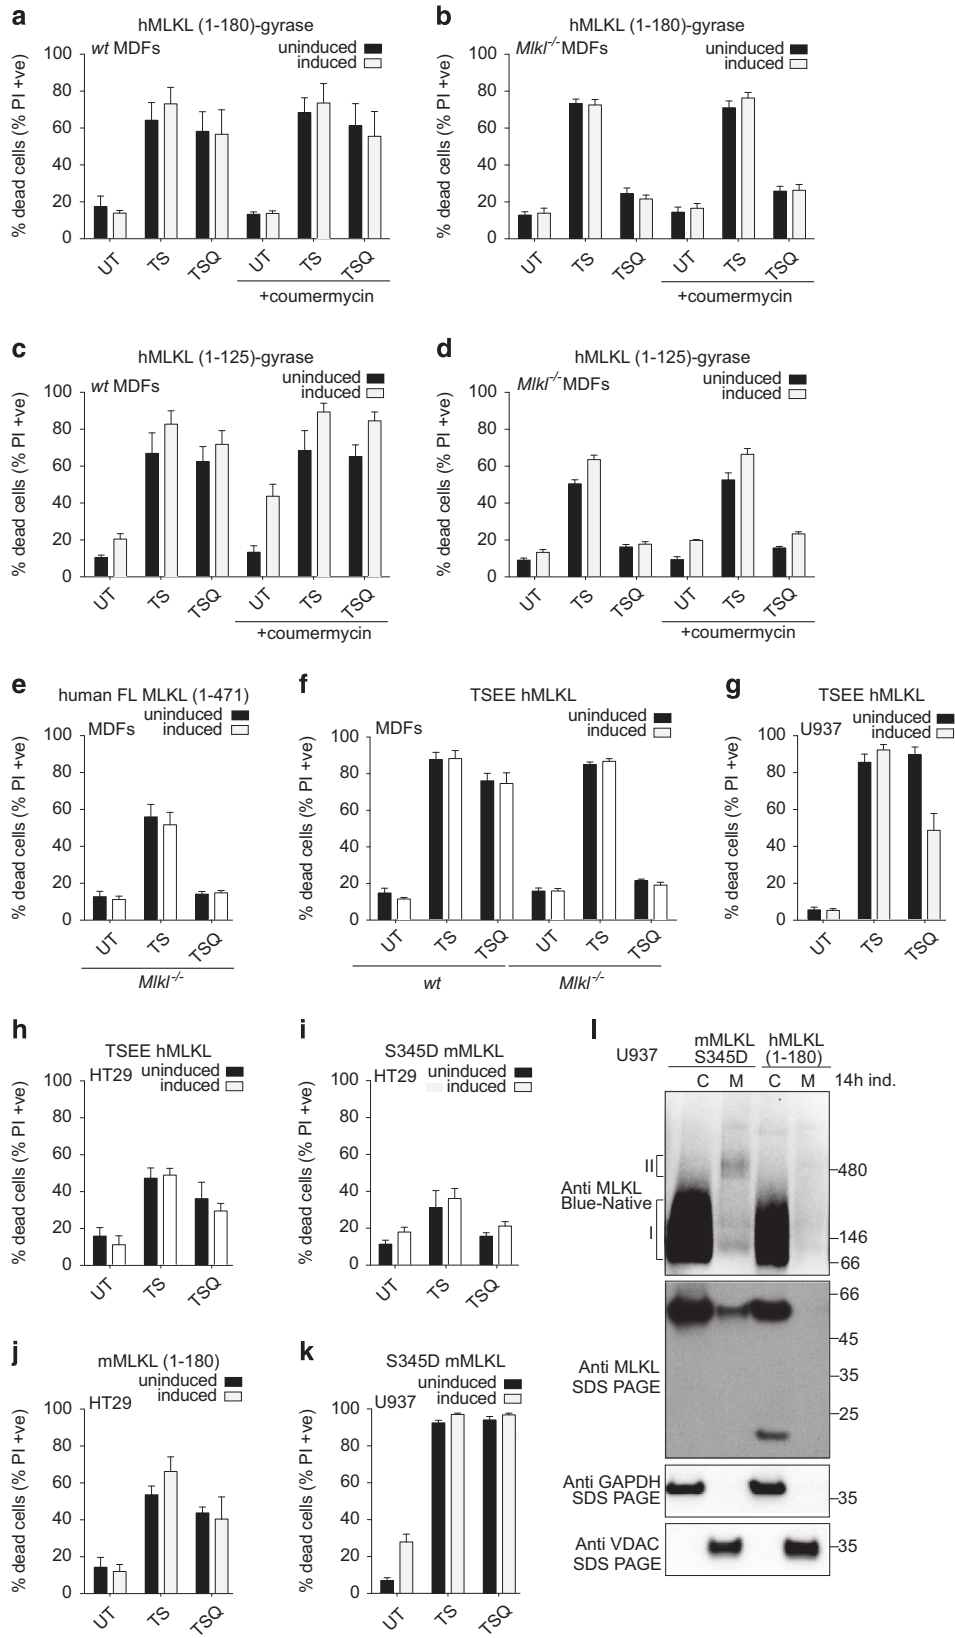 a
hMLKL (1-180)-gyrase
wt MDFs
uninduced
induced
% dead cells (% PI +ve)
100
80
60
40
20
0
UT
TS
TSQ
UT
TS
TSQ
+coumermycin
b
hMLKL (1-180)-gyrase
Mlkl-/-MDFs
uninduced
induced
% dead cells (% PI +ve)
100
80
60
40
20
0
UT
TS
TSQ
UT
TS
TSQ
+coumermycin
c
hMLKL (1-125)-gyrase
wt MDFs
uninduced
induced
% dead cells (% PI +ve)
100
80
60
40
20
0
UT
TS
TSQ
UT
TS
TSQ
+coumermycin
d
hMLKL (1-125)-gyrase
Mlkl-/-MDFs
uninduced
induced
% dead cells (% PI +ve)
100
80
60
40
20
0
UT
TS
TSQ
UT
TS
TSQ
+coumermycin
e
human FL MLKL (1-471)
MDFs
uninduced
induced
% dead cells (% PI +ve)
100
80
60
40
20
0
UT
TS
TSQ
Mlkl-/-
f
TSEE hMLKL
MDFs
uninduced
induced
% dead cells (% PI +ve)
100
80
60
40
20
0
UT
TS
TSQ
UT
TS
TSQ
wt
Mlkl-/-
g
TSEE hMLKL
U937
uninduced
induced
% dead cells (% PI +ve)
100
80
60
40
20
0
UT
TS
TSQ
h
TSEE hMLKL
HT29
uninduced
induced
% dead cells (% PI +ve)
100
80
60
40
20
0
UT
TS
TSQ
i
S345D mMLKL
HT29
uninduced
induced
% dead cells (% PI +ve)
100
80
60
40
20
0
UT
TS
TSQ
j
mMLKL (1-180)
HT29
uninduced
induced
% dead cells (% PI +ve)
100
80
60
40
20
0
UT
TS
TSQ
k
S345D mMLKL
U937
uninduced
induced
% dead cells (% PI +ve)
100
80
60
40
20
0
UT
TS
TSQ
l
U937
mMLKL
S345D
hMLKL
(1-180)
C M C M
14h ind.
II
I
Anti MLKL
Blue-Native
480
146
66
Anti MLKL
SDS PAGE
66
45
35
25
Anti GAPDH
SDS PAGE
35
Anti VDAC
SDS PAGE
35